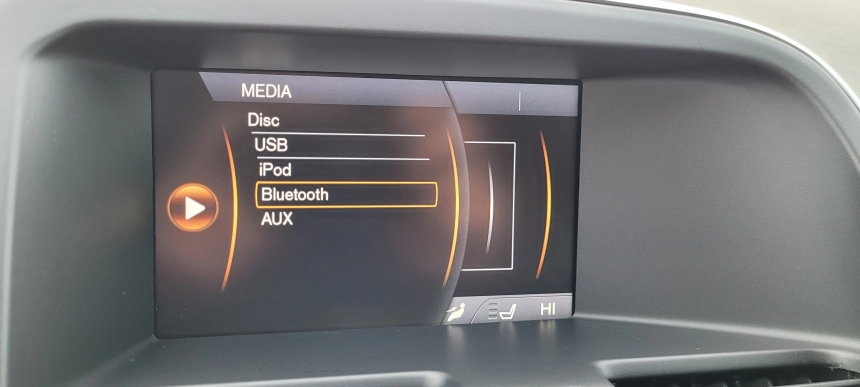 MEDIA
Disc
USB
iPod
Bluetooth
AUX
HI